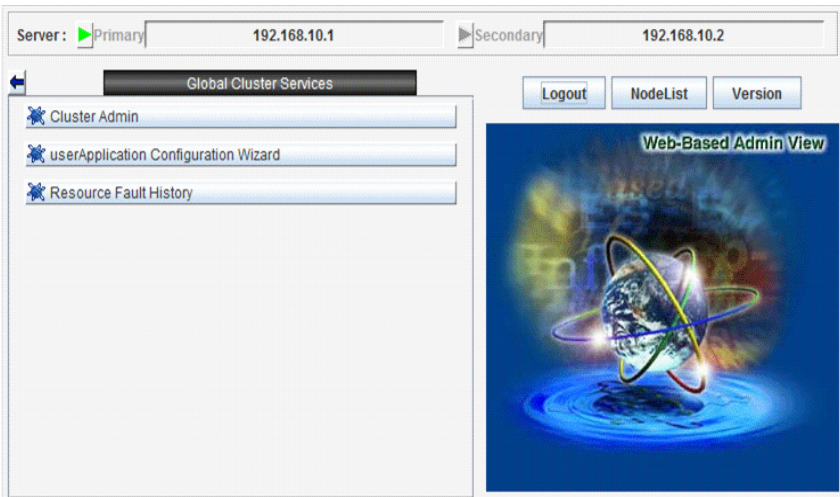 Server : Primary 192.168.10.1 Secondary 192.168.10.2
Global Cluster Services
Logout NodeList Version
Cluster Admin
userApplication Configuration Wizard
Resource Fault History
Web-Based Admin View